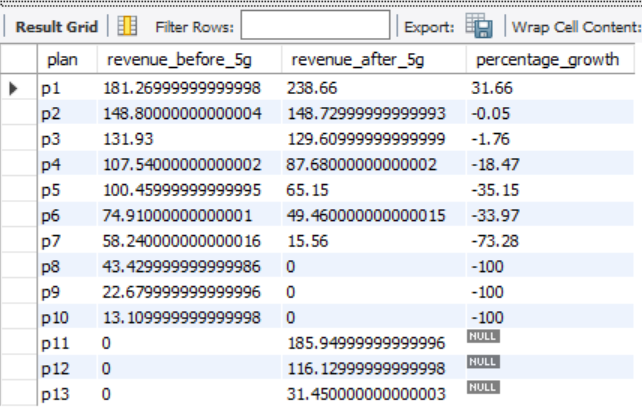 Result Grid Filter Rows: Export: Wrap Cell Content:
plan revenue_before_5g revenue_after_5g percentage_growth
p1 181.26999999999998 238.66 31.66
p2 148.80000000000004 148.72999999999993 -0.05
p3 131.93 129.60999999999999 -1.76
p4 107.54000000000002 87.68000000000002 -18.47
p5 100.45999999999995 65.15 -35.15
p6 74.91000000000001 49.460000000000015 -33.97
p7 58.240000000000016 15.56 -73.28
p8 43.429999999999986 0 -100
p9 22.679999999999996 0 -100
p10 13.109999999999998 0 -100
p11 0 185.94999999999996 NULL
p12 0 116.12999999999998 NULL
p13 0 31.450000000000003 NULL